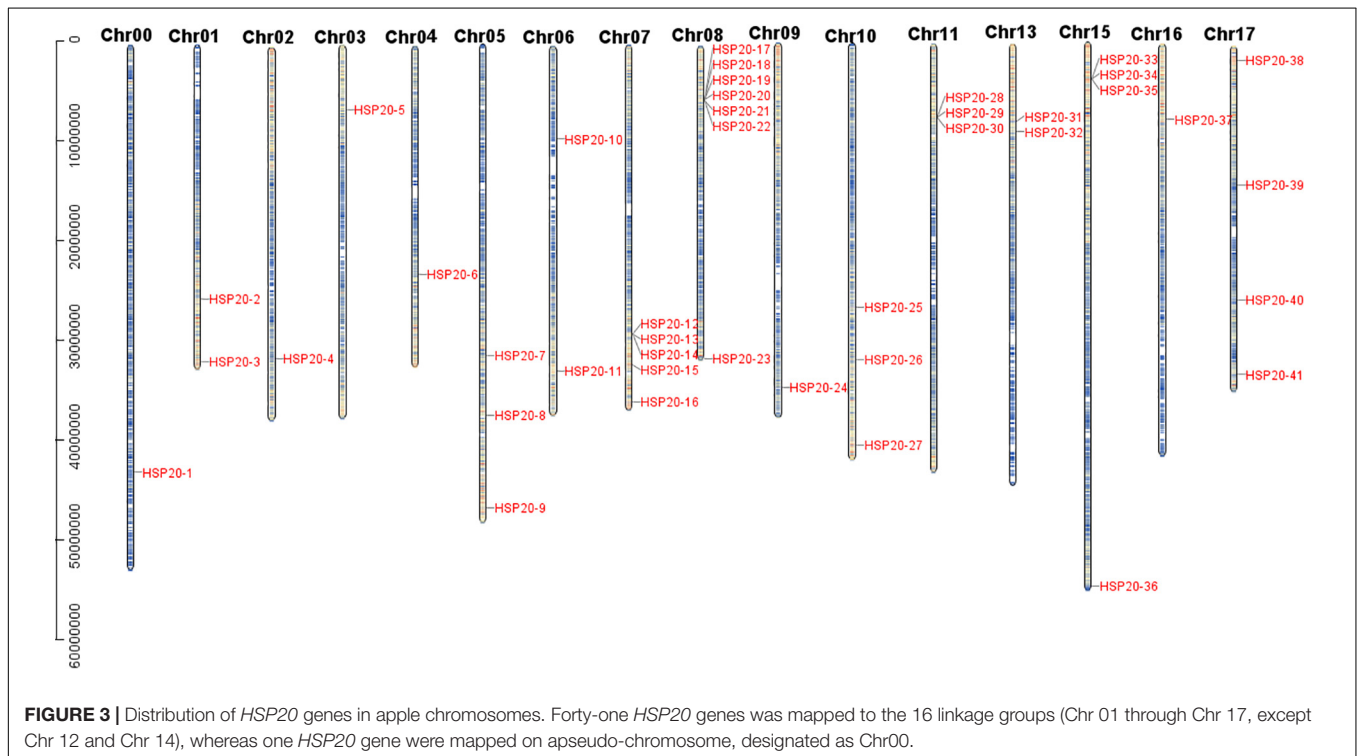 Chr00 Chr01 Chr02 Chr03 Chr04 Chr05 Chr06 Chr07 Chr08 Chr09 Chr10 Chr11 Chr13 Chr15 Chr16 Chr17
0
10000000
20000000
30000000
40000000
50000000
60000000
HSP20-1
HSP20-2
HSP20-3
HSP20-4
HSP20-5
HSP20-6
HSP20-7
HSP20-8
HSP20-9
HSP20-10
HSP20-11
HSP20-12
HSP20-13
HSP20-14
HSP20-15
HSP20-16
HSP20-17
HSP20-18
HSP20-19
HSP20-20
HSP20-21
HSP20-22
HSP20-23
HSP20-24
HSP20-25
HSP20-26
HSP20-27
HSP20-28
HSP20-29
HSP20-30
HSP20-31
HSP20-32
HSP20-33
HSP20-34
HSP20-35
HSP20-36
HSP20-37
HSP20-38
HSP20-39
HSP20-40
HSP20-41
FIGURE 3 | Distribution of HSP20 genes in apple chromosomes. Forty-one HSP20 genes was mapped to the 16 linkage groups (Chr 01 through Chr 17, except
Chr 12 and Chr 14), whereas one HSP20 gene were mapped on apseudo-chromosome, designated as Chr00.